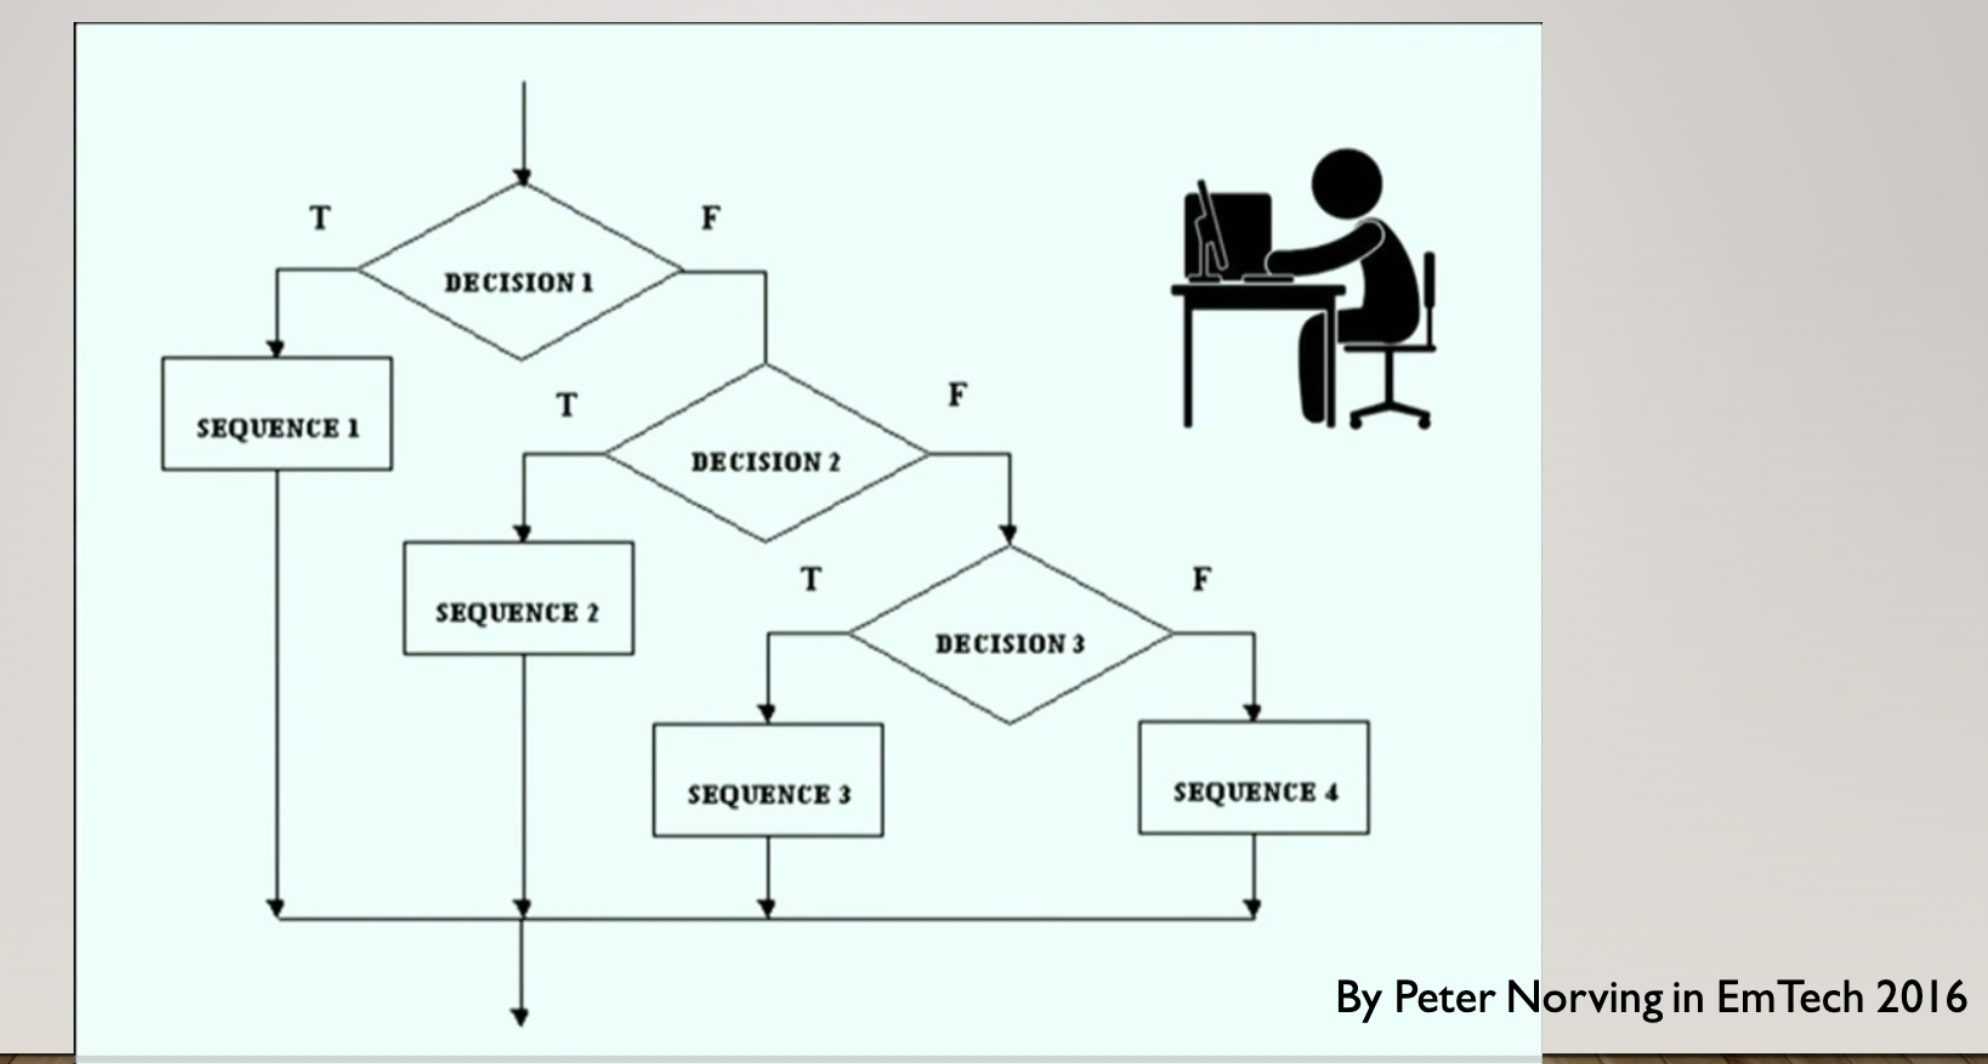 T
F
DECISION 1
SEQUENCE 1
T
F
DECISION 2
SEQUENCE 2
T
F
DECISION 3
SEQUENCE 3
SEQUENCE 4
By Peter Norving in EmTech 2016